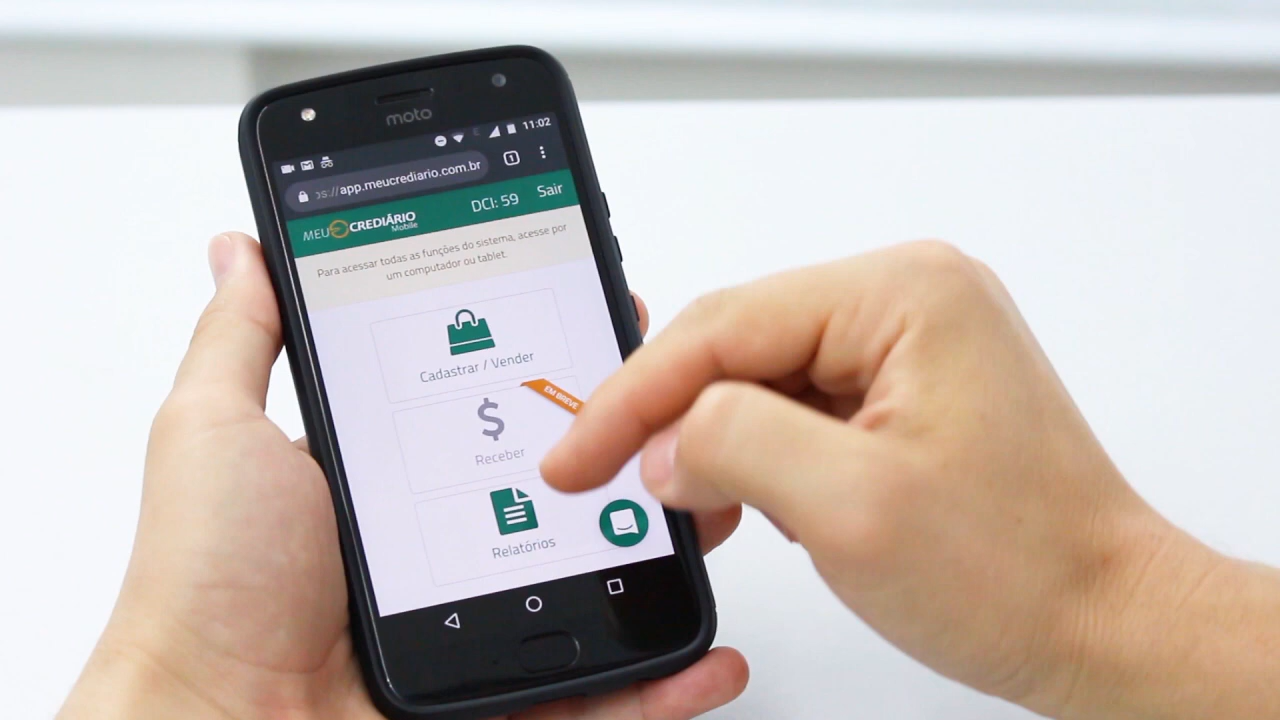 moto
11:02
s://app.meucrediario.com.br
1
MEU CREDIÁRIO
Mobile
DCI: 59
Sair
Para acessar todas as funções do sistema, acesse por
um computador ou tablet.
Cadastrar / Vender
EM BREVE
$
Receber
Relatórios